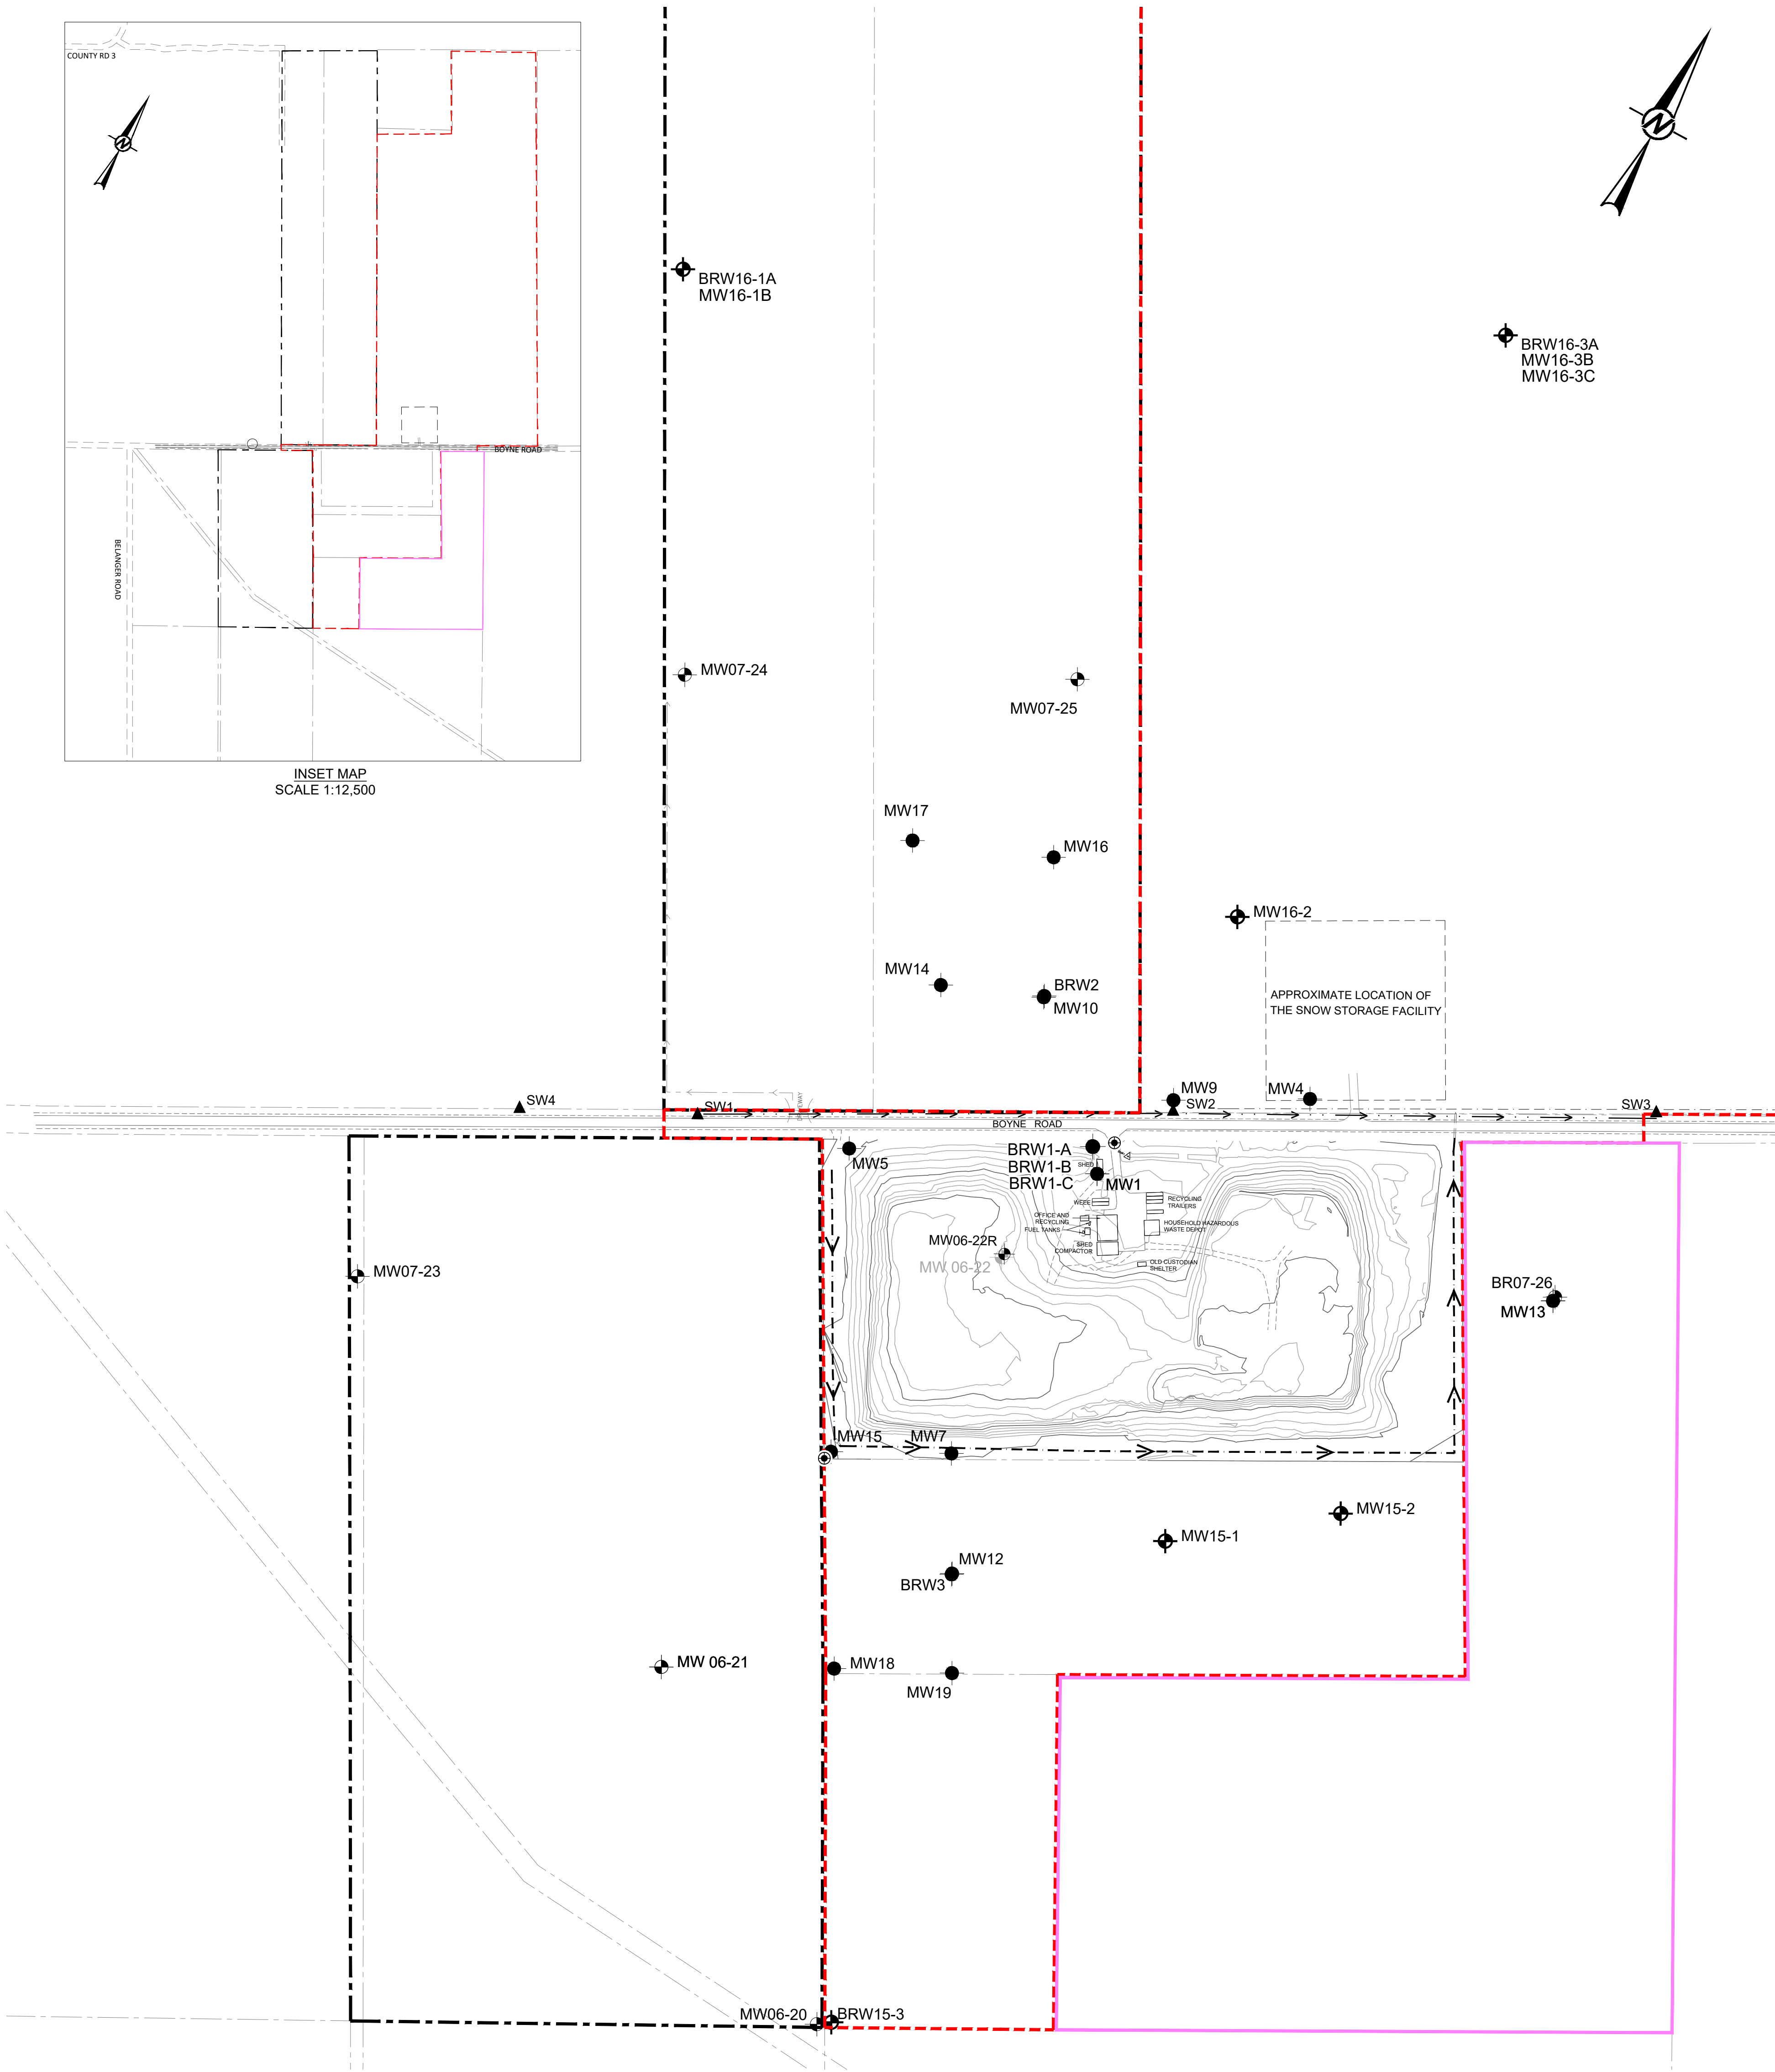 COUNTY RD 3
N
N
BOYNE ROAD
BELANGER ROAD
INSET MAP
SCALE 1:12,500
BRW16-1A
MW16-1B
BRW16-3A
MW16-3B
MW16-3C
MW07-24
MW07-25
MW17
MW16
MW16-2
MW14
BRW2
MW10
APPROXIMATE LOCATION OF
THE SNOW STORAGE FACILITY
MW9
MW4
SW4
SW1
SW2
SW3
BOYNE ROAD
MW5
BRW1-A
BRW1-B
BRW1-C
SHED
MW1
WEEE
RECYCLING
TRAILERS
OFFICE AND
RECYCLING
FUEL TANKS
HOUSEHOLD HAZARDOUS
WASTE DEPOT
SHED
COMPACTOR
OLD CUSTODIAN
SHELTER
MW06-22R
MW 06-22
MW07-23
BR07-26
MW13
MW15
MW7
MW15-2
MW15-1
MW12
BRW3
MW 06-21
MW18
MW19
MW06-20
BRW15-3